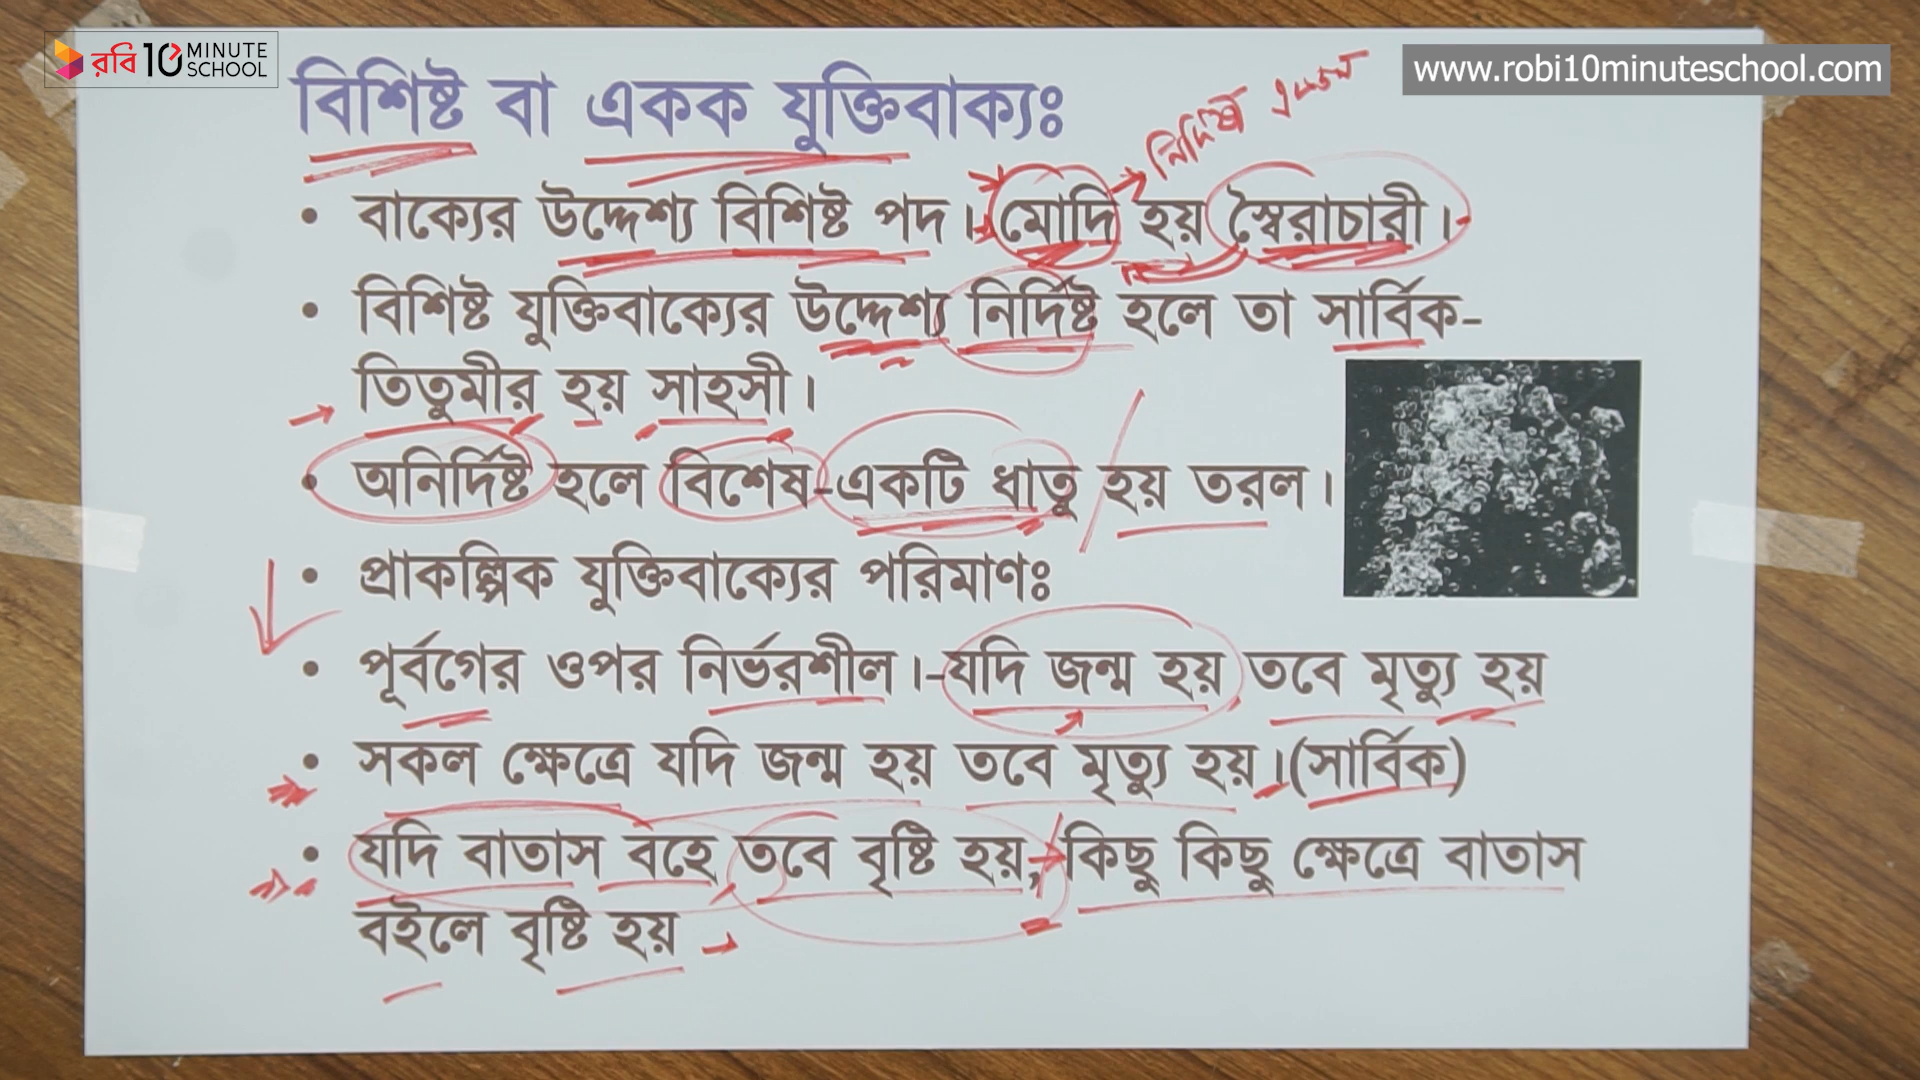 রবি 10 MINUTE SCHOOL
www.robi10minuteschool.com
বিশিষ্ট বা একক যুক্তিবাক্যঃ
নির্দিষ্ট একজন
• বাক্যের উদ্দেশ্য বিশিষ্ট পদ। মোদি হয় স্বৈরাচারী।
• বিশিষ্ট যুক্তিবাক্যের উদ্দেশ্য নির্দিষ্ট হলে তা সার্বিক-
তিতুমীর হয় সাহসী।
• অনির্দিষ্ট হলে বিশেষ-একটি ধাতু হয় তরল।
• প্রাকল্পিক যুক্তিবাক্যের পরিমাণঃ
• পূর্বগের ওপর নির্ভরশীল।-যদি জন্ম হয় তবে মৃত্যু হয়
• সকল ক্ষেত্রে যদি জন্ম হয় তবে মৃত্যু হয়।(সার্বিক)
• যদি বাতাস বহে তবে বৃষ্টি হয়, কিছু কিছু ক্ষেত্রে বাতাস
বইলে বৃষ্টি হয়